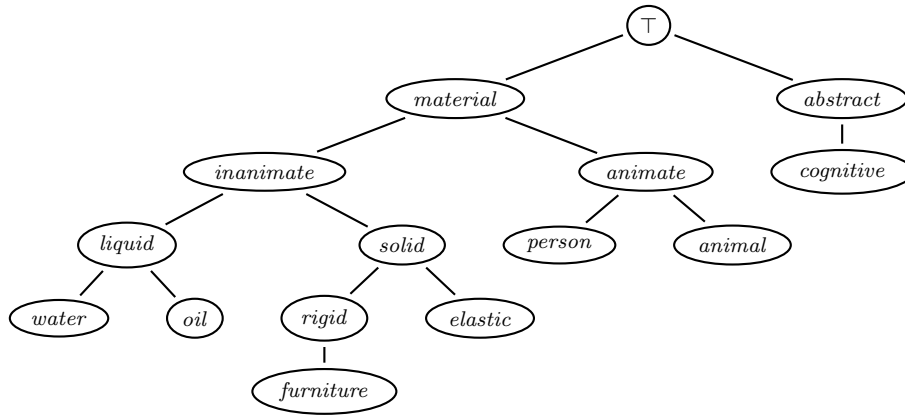 ⊤
material abstract
inanimate animate cognitive
liquid solid person animal
water oil rigid elastic
furniture